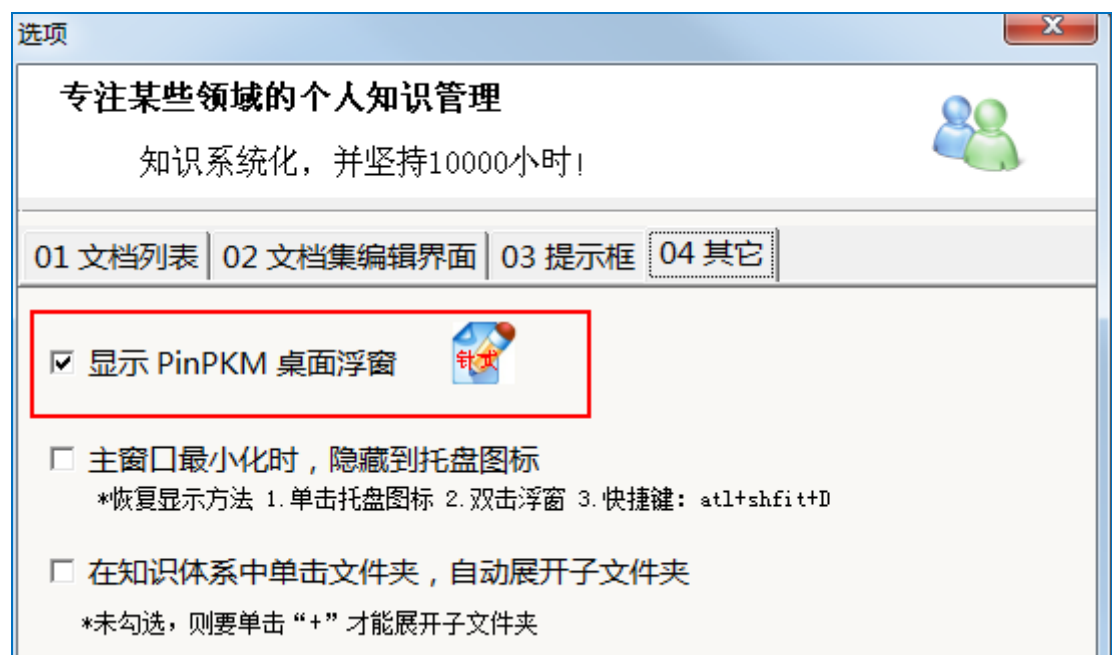 选项
专注某些领域的个人知识管理
知识系统化，并坚持10000小时!
01 文档列表 02 文档集编辑界面 03 提示框 04 其它
显示 PinPKM 桌面浮窗 针式
主窗口最小化时，隐藏到托盘图标
*恢复显示方法 1.单击托盘图标 2.双击浮窗 3.快捷键：atl+shfit+D
在知识体系中单击文件夹，自动展开子文件夹
*未勾选，则要单击“+”才能展开子文件夹